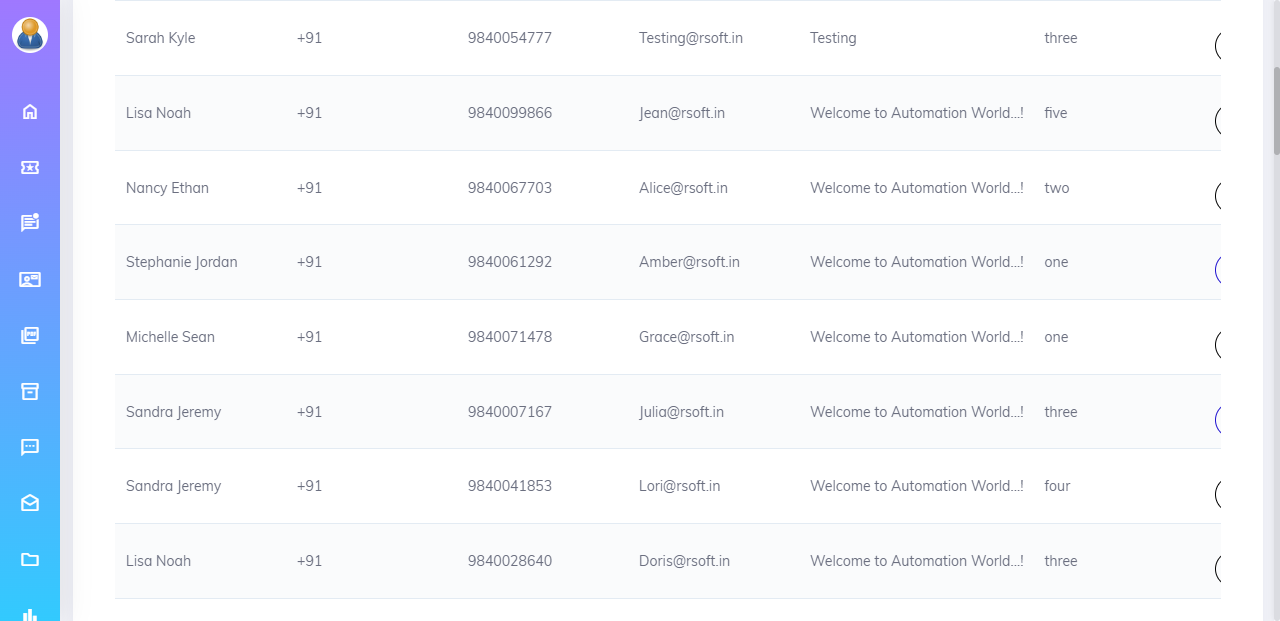 Sarah Kyle +91 9840054777 Testing@rsoft.in Testing three
Lisa Noah +91 9840099866 Jean@rsoft.in Welcome to Automation World...! five
Nancy Ethan +91 9840067703 Alice@rsoft.in Welcome to Automation World...! two
Stephanie Jordan +91 9840061292 Amber@rsoft.in Welcome to Automation World...! one
Michelle Sean +91 9840071478 Grace@rsoft.in Welcome to Automation World...! one
Sandra Jeremy +91 9840007167 Julia@rsoft.in Welcome to Automation World...! three
Sandra Jeremy +91 9840041853 Lori@rsoft.in Welcome to Automation World...! four
Lisa Noah +91 9840028640 Doris@rsoft.in Welcome to Automation World...! three